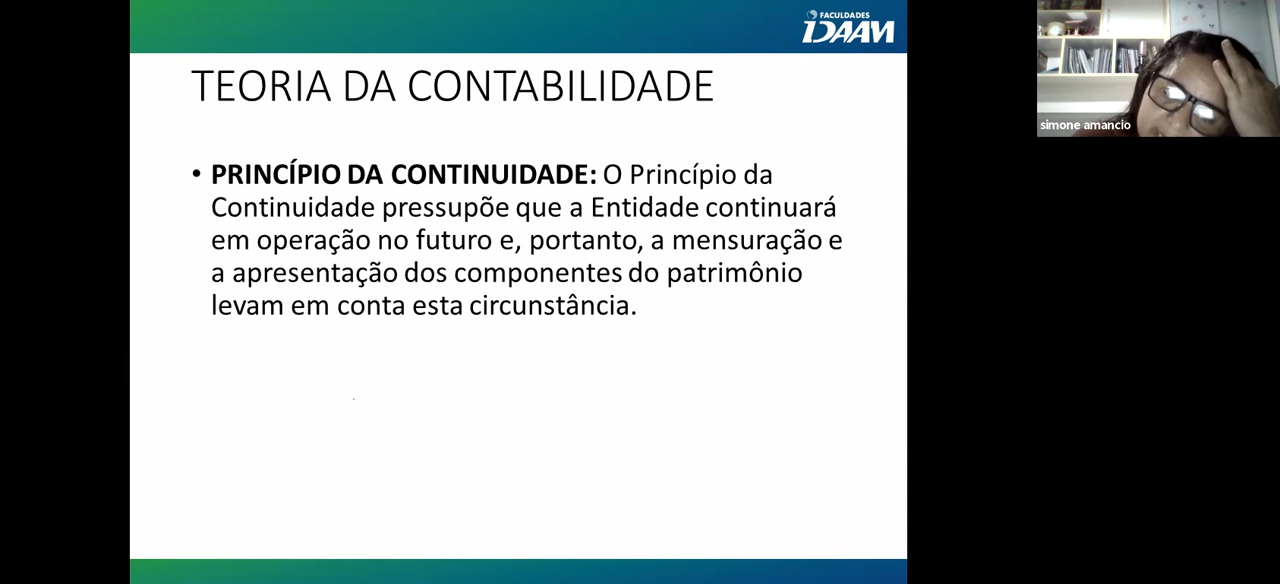 FACULDADES
IDAAM
TEORIA DA CONTABILIDADE
• PRINCÍPIO DA CONTINUIDADE: O Princípio da
Continuidade pressupõe que a Entidade continuará
em operação no futuro e, portanto, a mensuração e
a apresentação dos componentes do patrimônio
levam em conta esta circunstância.
simone amancio